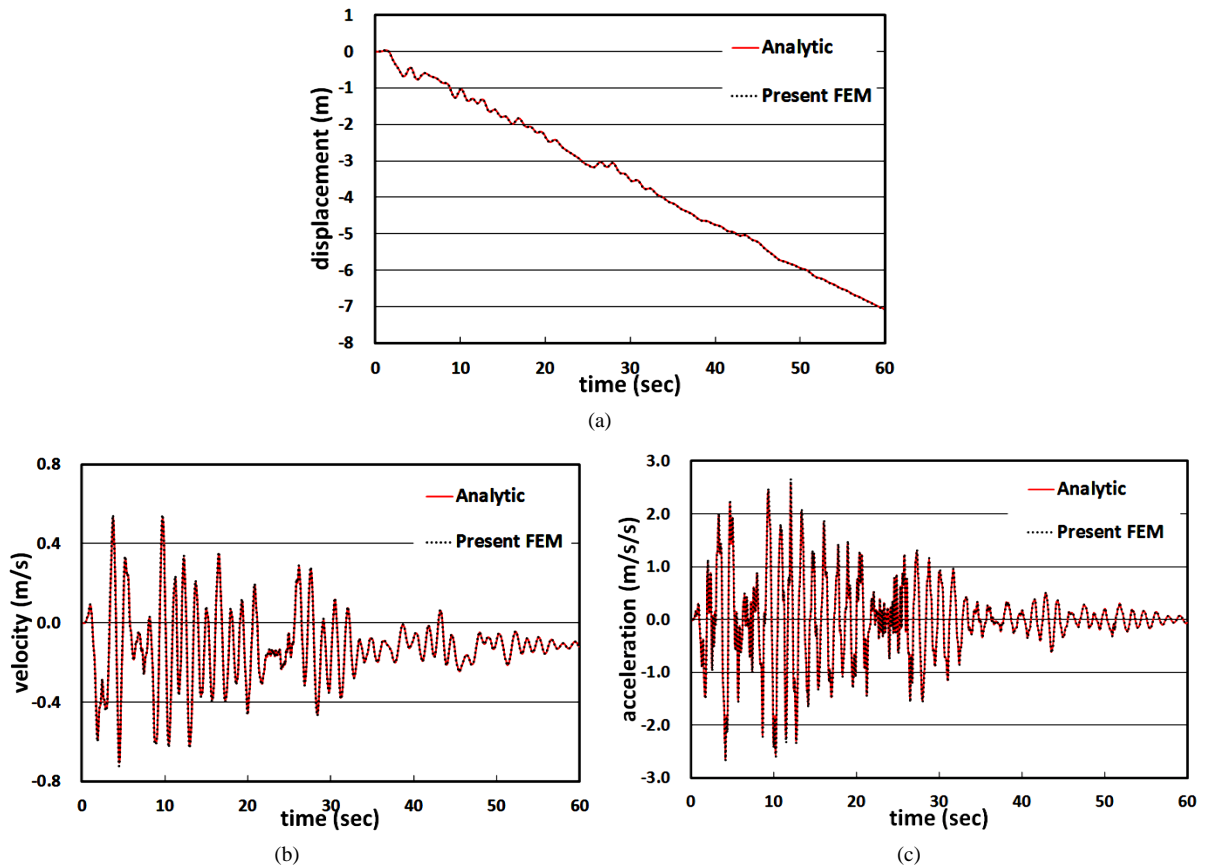 1
0
-1
-2
-3
-4
-5
-6
-7
-8
displacement (m)
Analytic
Present FEM
0 10 20 30 40 50 60
time (sec)
(a)
0.8
0.4
0.0
-0.4
-0.8
velocity (m/s)
Analytic
Present FEM
0 10 20 30 40 50 60
time (sec)
(b)
3.0
2.0
1.0
0.0
-1.0
-2.0
-3.0
acceleration (m/s/s)
Analytic
Present FEM
0 10 20 30 40 50 60
time (sec)
(c)